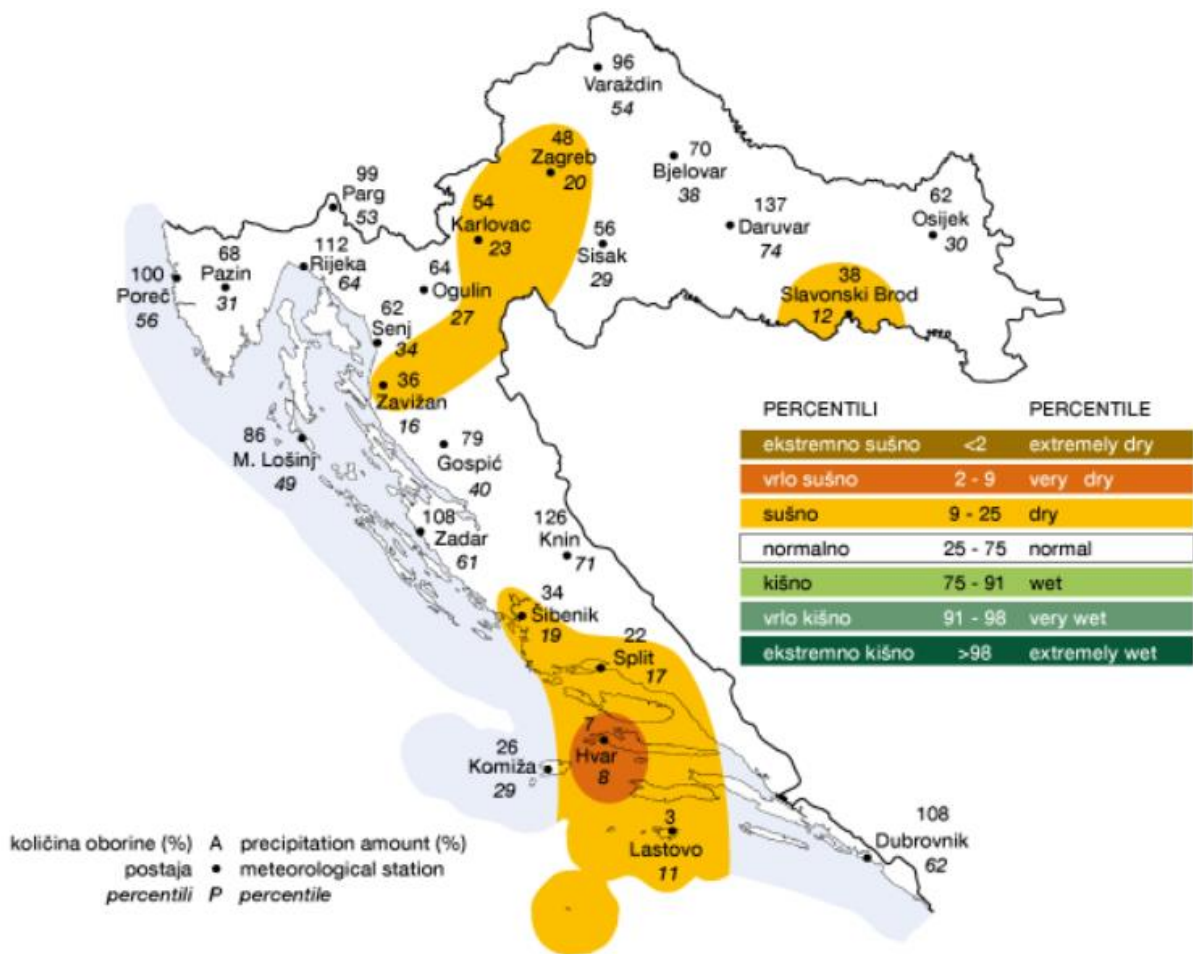 96
Varaždin
54
48
Zagreb
20
70
Bjelovar
38
99
Parg
53
54
Karlovac
23
137
Daruvar
74
62
Osijek
30
56
Sisak
29
112
Rijeka
64
68
Pazin
31
100
Poreč
56
64
Ogulin
27
38
Slavonski Brod
12
62
Senj
34
36
Zavižan
16
86
M. Lošinj
49
79
Gospić
40
108
Zadar
61
126
Knin
71
34
Šibenik
19
22
Split
17
7
Hvar
8
26
Komiža
29
3
Lastovo
11
108
Dubrovnik
62
PERCENTILI PERCENTILE
ekstremno sušno <2 extremely dry
vrlo sušno 2 - 9 very dry
sušno 9 - 25 dry
normalno 25 - 75 normal
kišno 75 - 91 wet
vrlo kišno 91 - 98 very wet
ekstremno kišno >98 extremely wet
količina oborine (%) A precipitation amount (%)
postaja • meteorological station
percentili P percentile